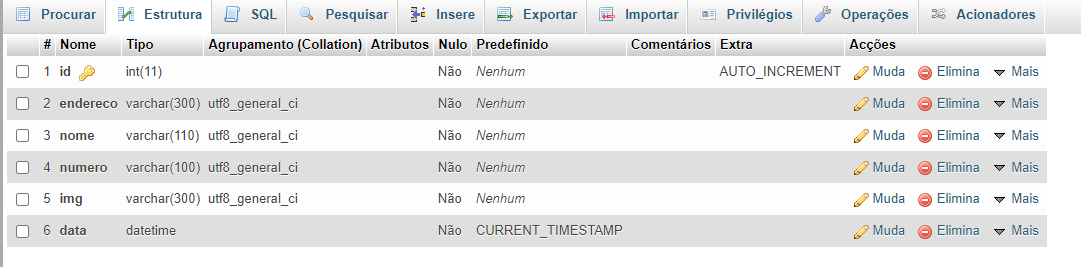 Procurar Estrutura SQL Pesquisar Insere Exportar Importar Privilégios Operações Acionadores
# Nome Tipo Agrupamento (Collation) Atributos Nulo Predefinido Comentários Extra Acções
1 id int(11) Não Nenhum AUTO_INCREMENT Muda Elimina Mais
2 endereco varchar(300) utf8_general_ci Não Nenhum Muda Elimina Mais
3 nome varchar(110) utf8_general_ci Não Nenhum Muda Elimina Mais
4 numero varchar(100) utf8_general_ci Não Nenhum Muda Elimina Mais
5 img varchar(300) utf8_general_ci Não Nenhum Muda Elimina Mais
6 data datetime Não CURRENT_TIMESTAMP Muda Elimina Mais